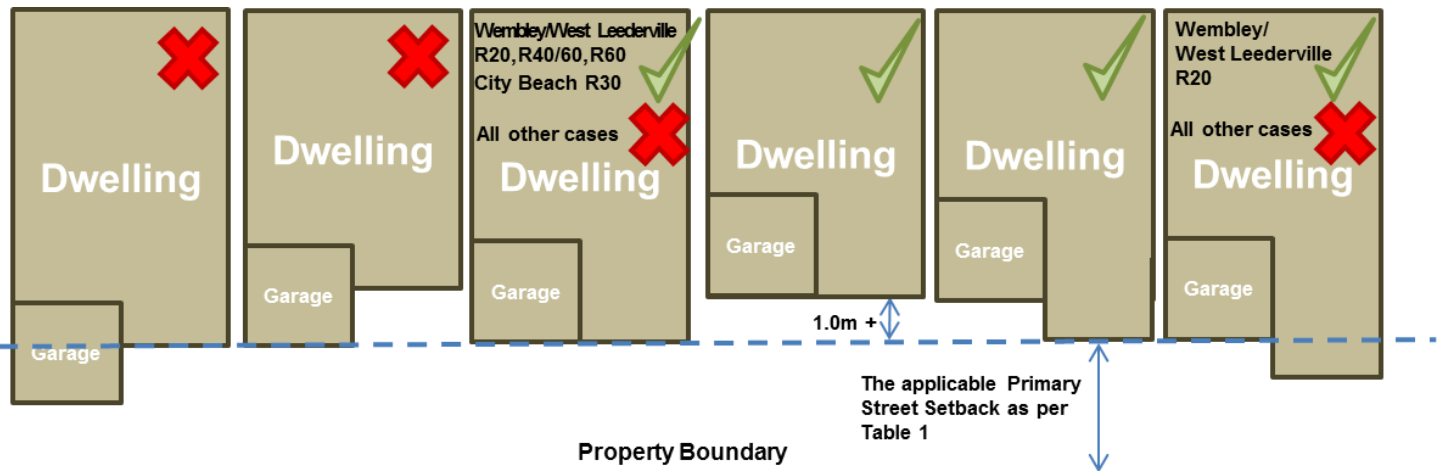 Dwelling
Garage
Dwelling
Garage
Wembley/West Leederville
R20,R40/60,R60
City Beach R30
All other cases
Dwelling
Garage
Dwelling
Garage
1.0m +
Dwelling
Garage
Wembley/
West Leederville
R20
All other cases
Dwelling
Garage
The applicable Primary
Street Setback as per
Table 1
Property Boundary